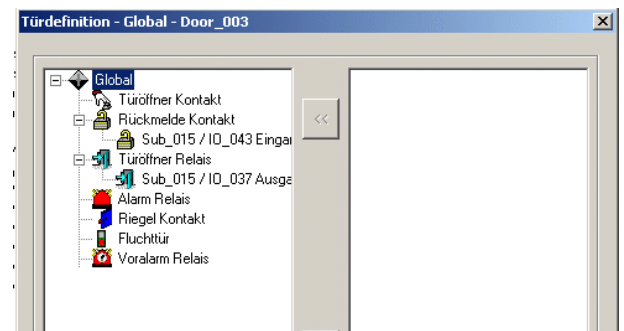 Türdefinition - Global - Door_003
Global
Türöffner Kontakt
Rückmelde Kontakt
<<
Sub_015 / IO_043 Eingan
Türöffner Relais
Sub_015 / IO_037 Ausga
Alarm Relais
Riegel Kontakt
Fluchttür
Voralarm Relais